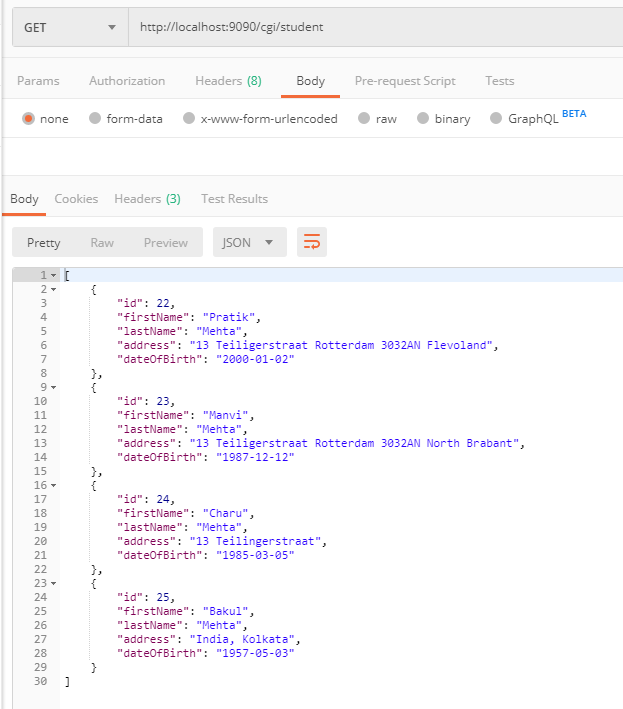 GET http://localhost:9090/cgi/student
Params Authorization Headers (8) Body Pre-request Script Tests
none form-data x-www-form-urlencoded raw binary GraphQL BETA
Body Cookies Headers (3) Test Results
Pretty Raw Preview JSON
1 [
2 {
3 "id": 22,
4 "firstName": "Pratik",
5 "lastName": "Mehta",
6 "address": "13 Teiligerstraat Rotterdam 3032AN Flevoland",
7 "dateOfBirth": "2000-01-02"
8 },
9 {
10 "id": 23,
11 "firstName": "Manvi",
12 "lastName": "Mehta",
13 "address": "13 Teiligerstraat Rotterdam 3032AN North Brabant",
14 "dateOfBirth": "1987-12-12"
15 },
16 {
17 "id": 24,
18 "firstName": "Charu",
19 "lastName": "Mehta",
20 "address": "13 Teilingerstraat",
21 "dateOfBirth": "1985-03-05"
22 },
23 {
24 "id": 25,
25 "firstName": "Bakul",
26 "lastName": "Mehta",
27 "address": "India, Kolkata",
28 "dateOfBirth": "1957-05-03"
29 }
30 ]